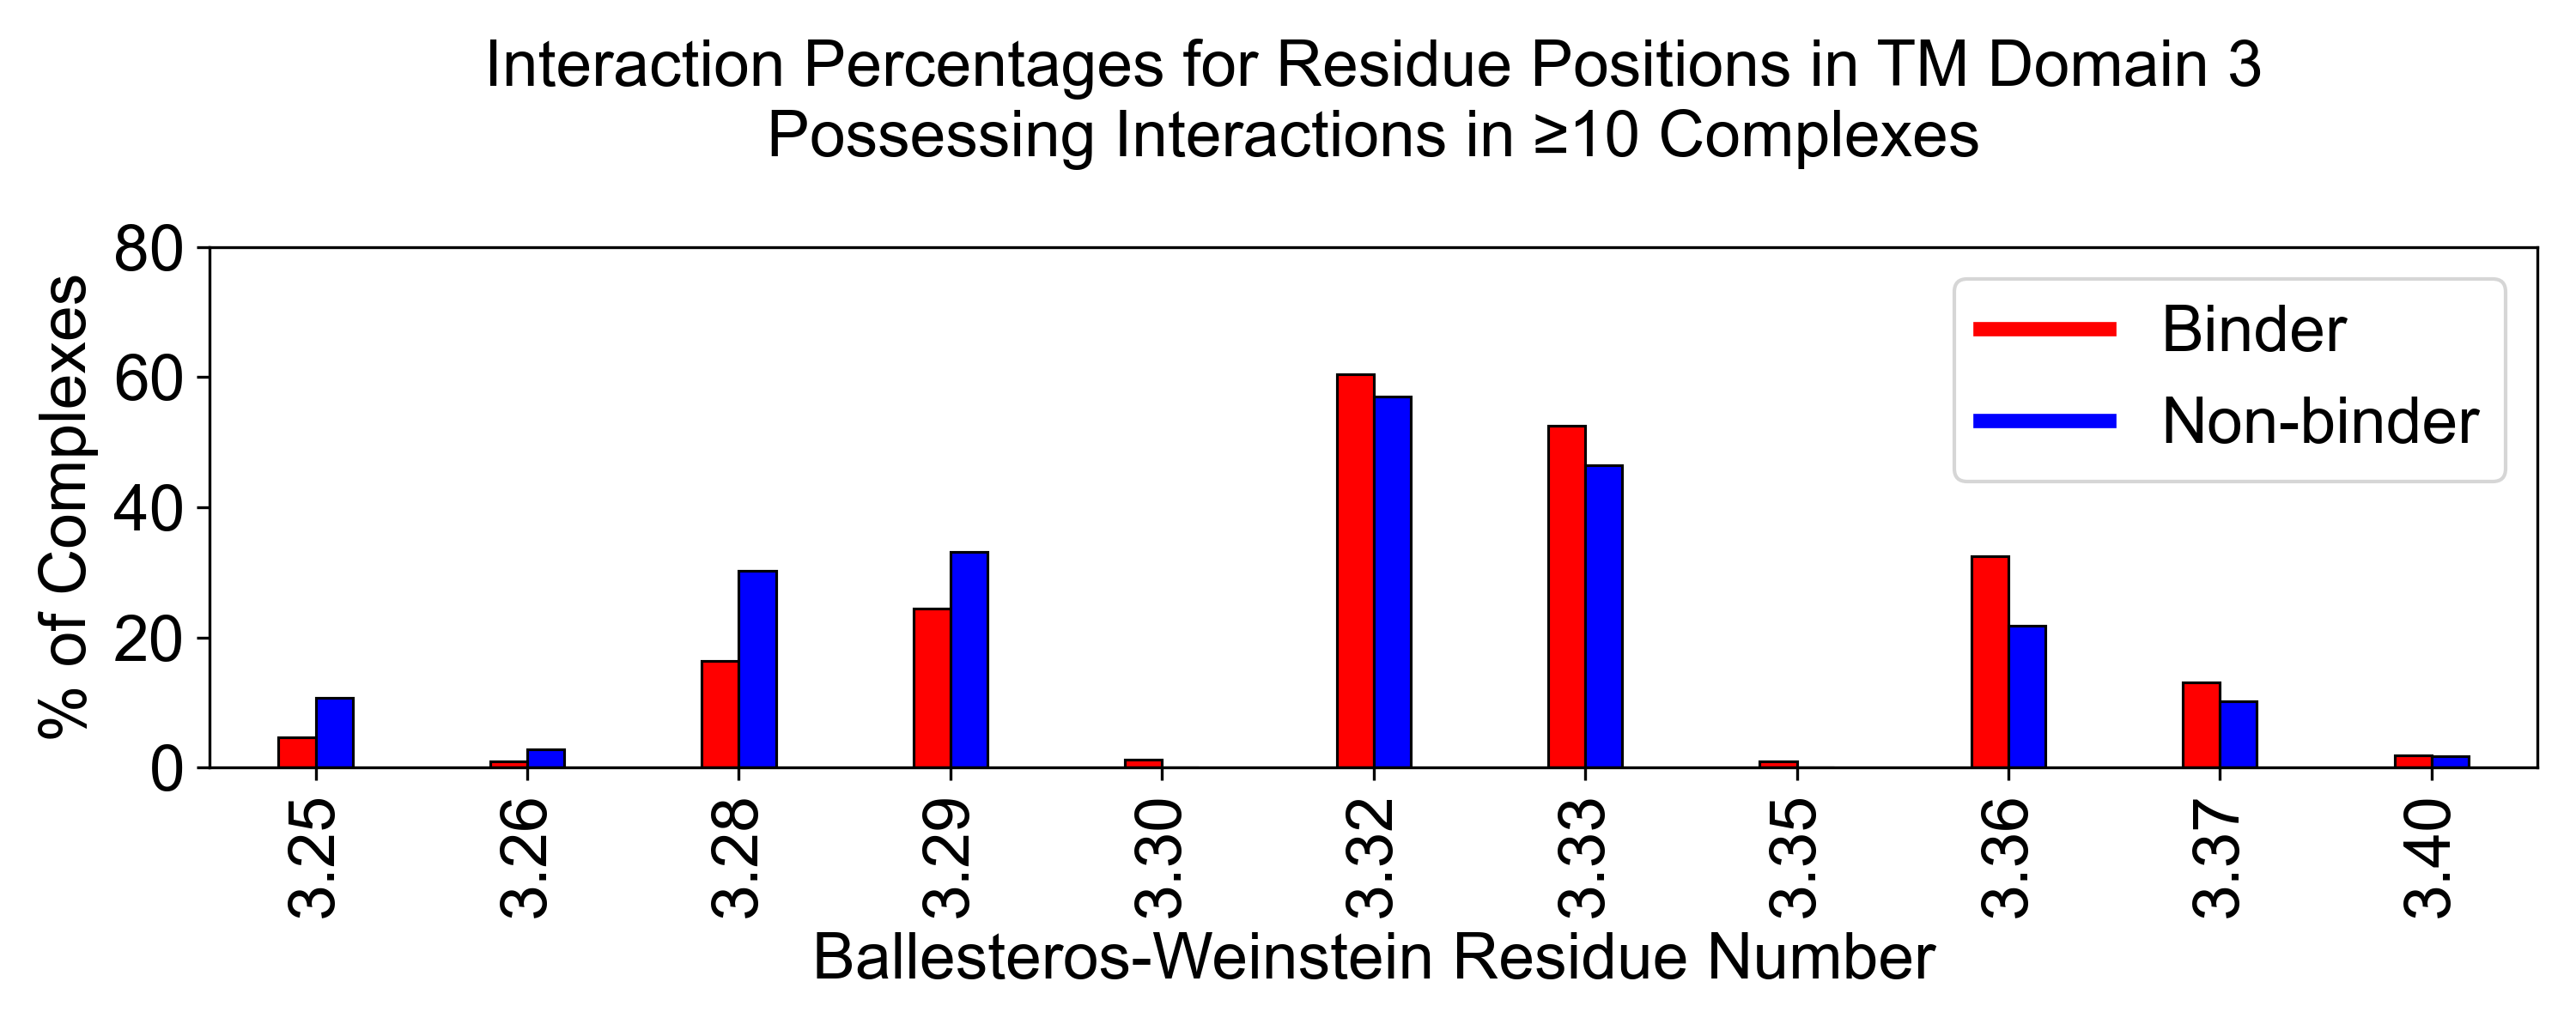 Interaction Percentages for Residue Positions in TM Domain 3
Possessing Interactions in ≥10 Complexes
% of Complexes
80
60
40
20
0
Binder
Non-binder
3.25
3.26
3.28
3.29
3.30
3.32
3.33
3.35
3.36
3.37
3.40
Ballesteros-Weinstein Residue Number